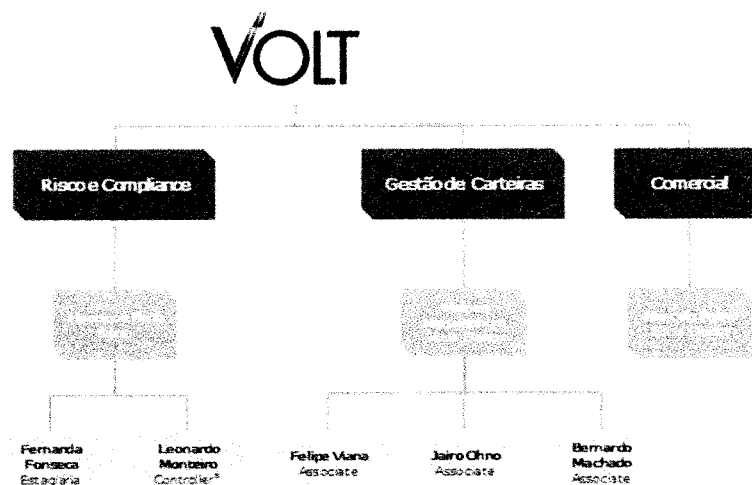 VOLT
Risco e Compliance
Gestão de Carteiras
Comercial
Fernanda
Fonseca
Estagiária
Leonardo
Monteiro
Controller*
Felipe Viana
Associate
Jairo Ohno
Associate
Bernardo
Machado
Associate